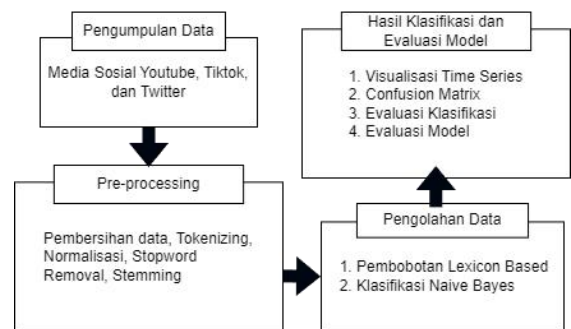 Pengumpulan Data
Media Sosial Youtube, Tiktok,
dan Twitter
Pre-processing
Pembersihan data, Tokenizing,
Normalisasi, Stopword
Removal, Stemming
Pengolahan Data
1. Pembobotan Lexicon Based
2. Klasifikasi Naive Bayes
Hasil Klasifikasi dan
Evaluasi Model
1. Visualisasi Time Series
2. Confusion Matrix
3. Evaluasi Klasifikasi
4. Evaluasi Model